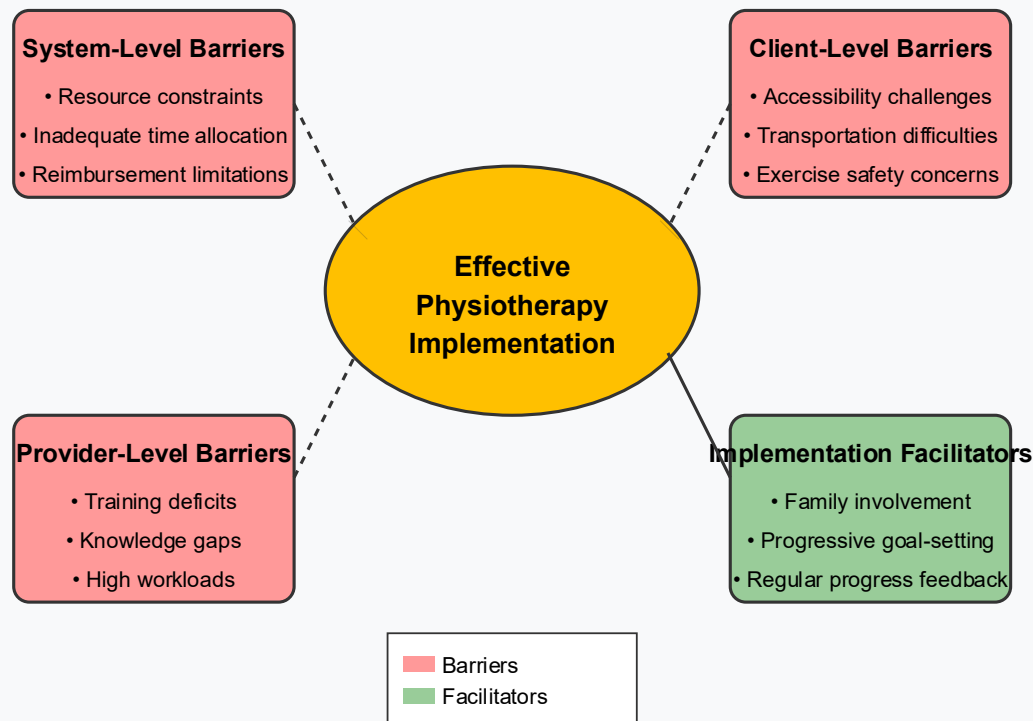 System-Level Barriers
• Resource constraints
• Inadequate time allocation
• Reimbursement limitations
Client-Level Barriers
• Accessibility challenges
• Transportation difficulties
• Exercise safety concerns
Effective
Physiotherapy
Implementation
Provider-Level Barriers
• Training deficits
• Knowledge gaps
• High workloads
Implementation Facilitators
• Family involvement
• Progressive goal-setting
• Regular progress feedback
Barriers
Facilitators